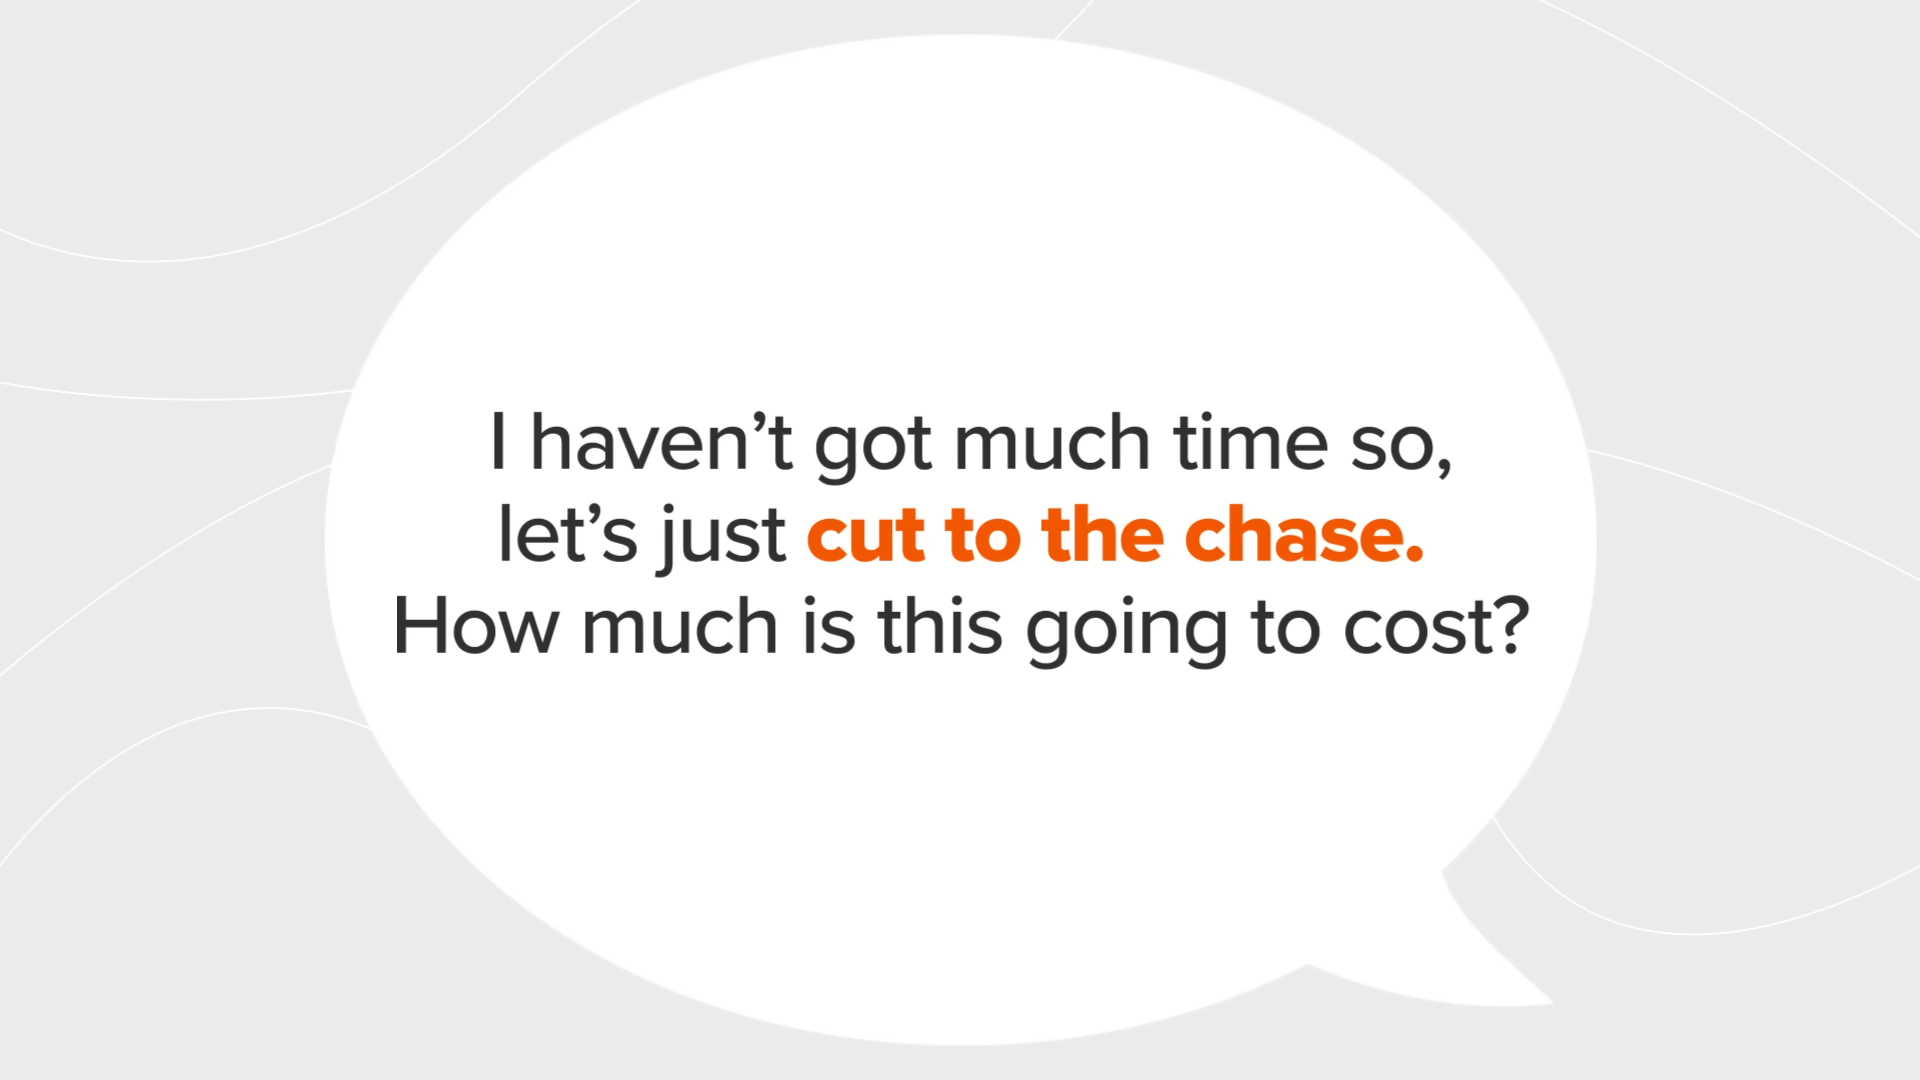 I haven’t got much time so,
let’s just cut to the chase.
How much is this going to cost?